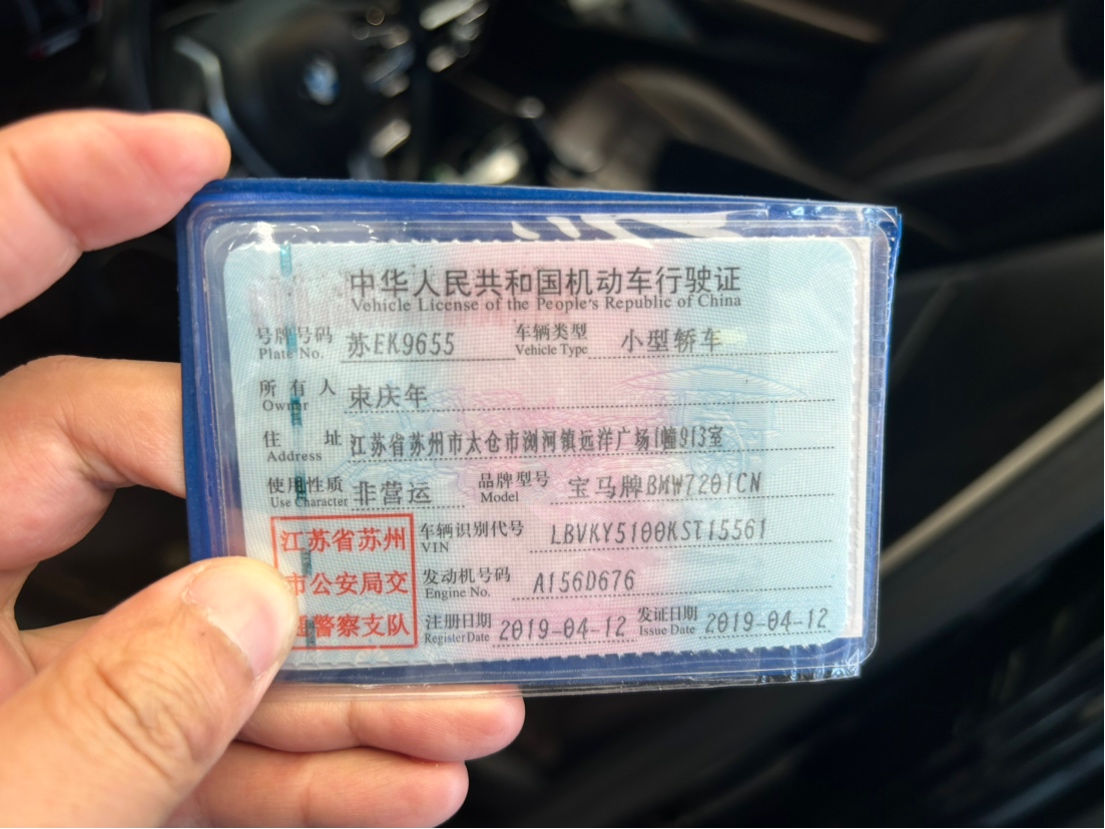 中华人民共和国机动车行驶证
Vehicle License of the People's Republic of China
号牌号码 苏EK9655 车辆类型 小型轿车
Plate No. Vehicle Type
所有人 束庆年
Owner
住址 江苏省苏州市太仓市浏河镇远洋广场1幢913室
Address
使用性质 非营运 品牌型号 宝马牌BMW7201CN
Use Character Model
江苏省苏州
市公安局交
警察支队
车辆识别代号 LBVKY5100KST15561
VIN
发动机号码 A156D676
Engine No.
注册日期 2019-04-12 发证日期 2019-04-12
Register Date Issue Date